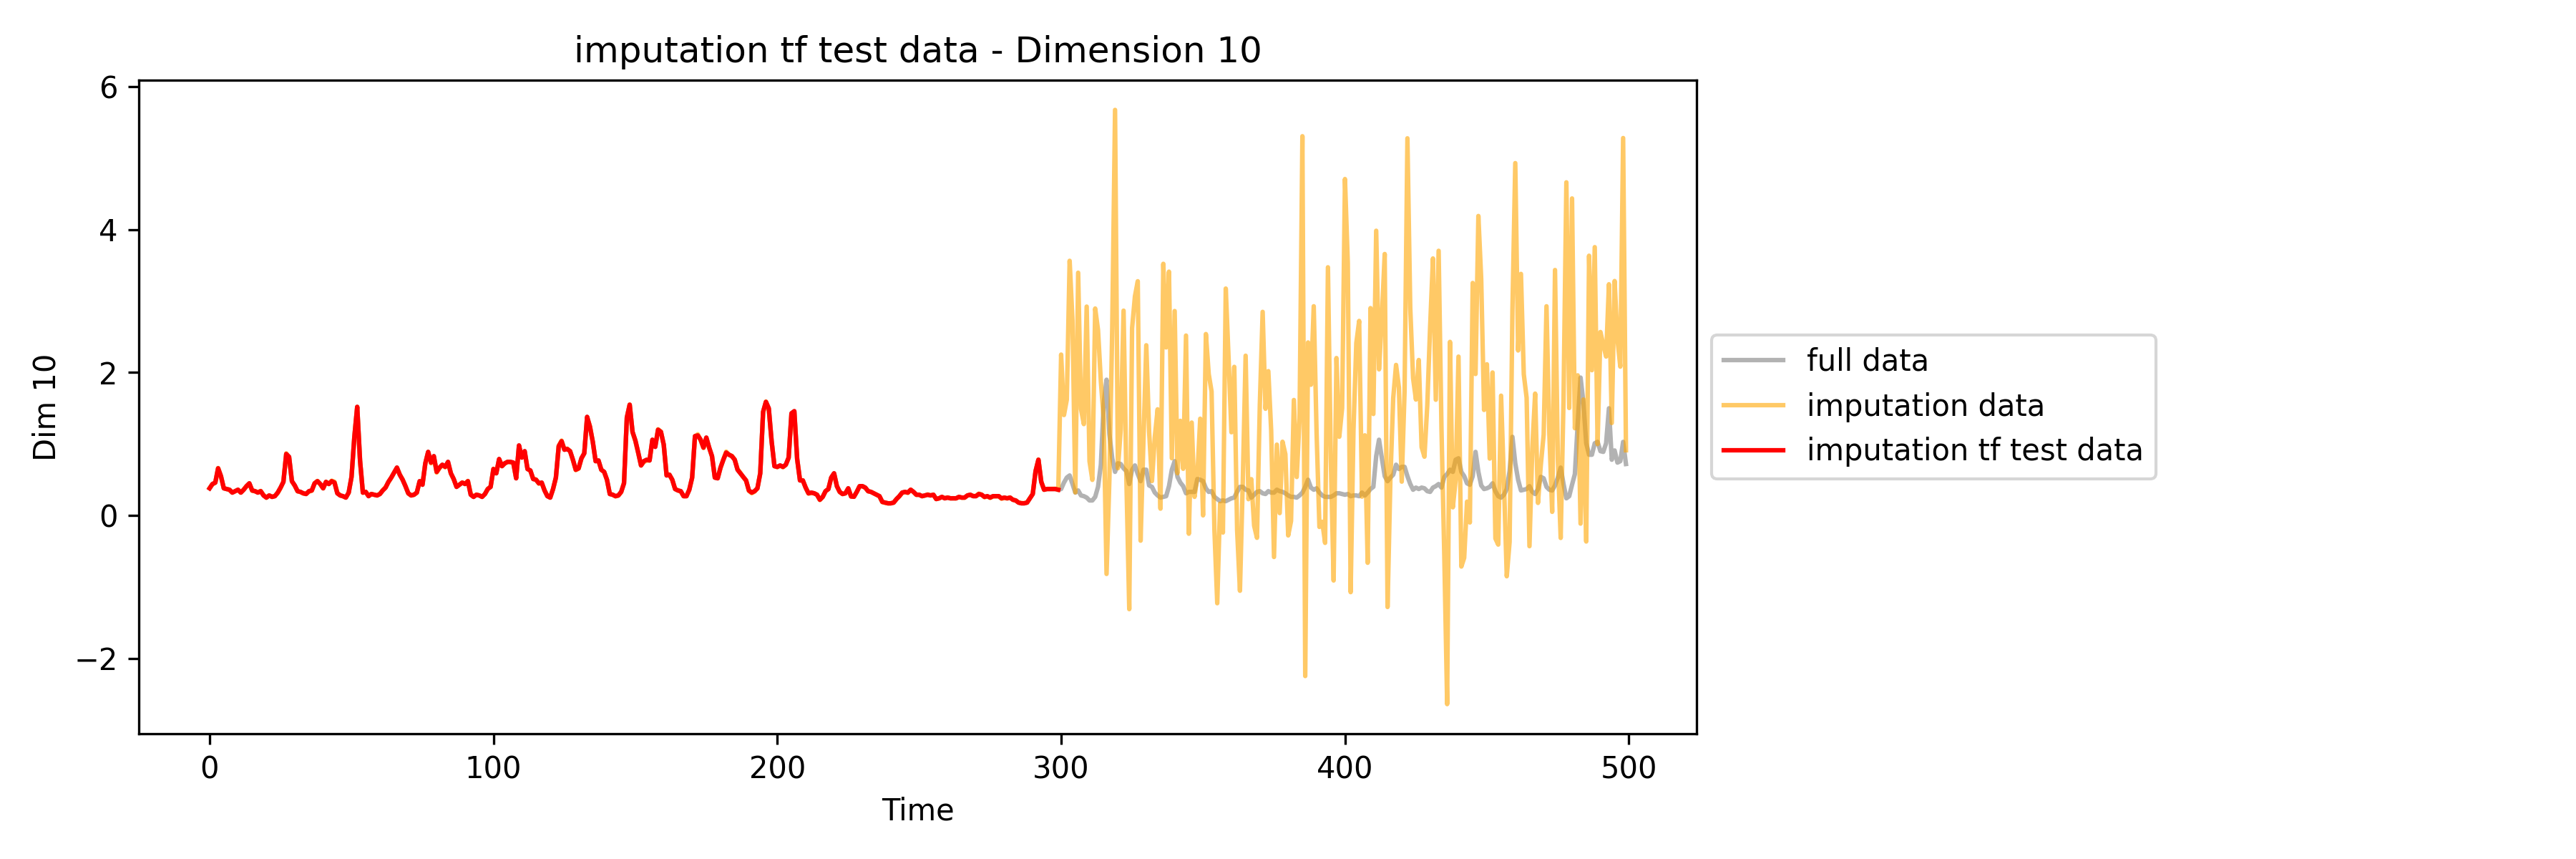 imputation tf test data - Dimension 10
6
4
2
0
−2
Dim 10
0 100 200 300 400 500
Time
full data
imputation data
imputation tf test data